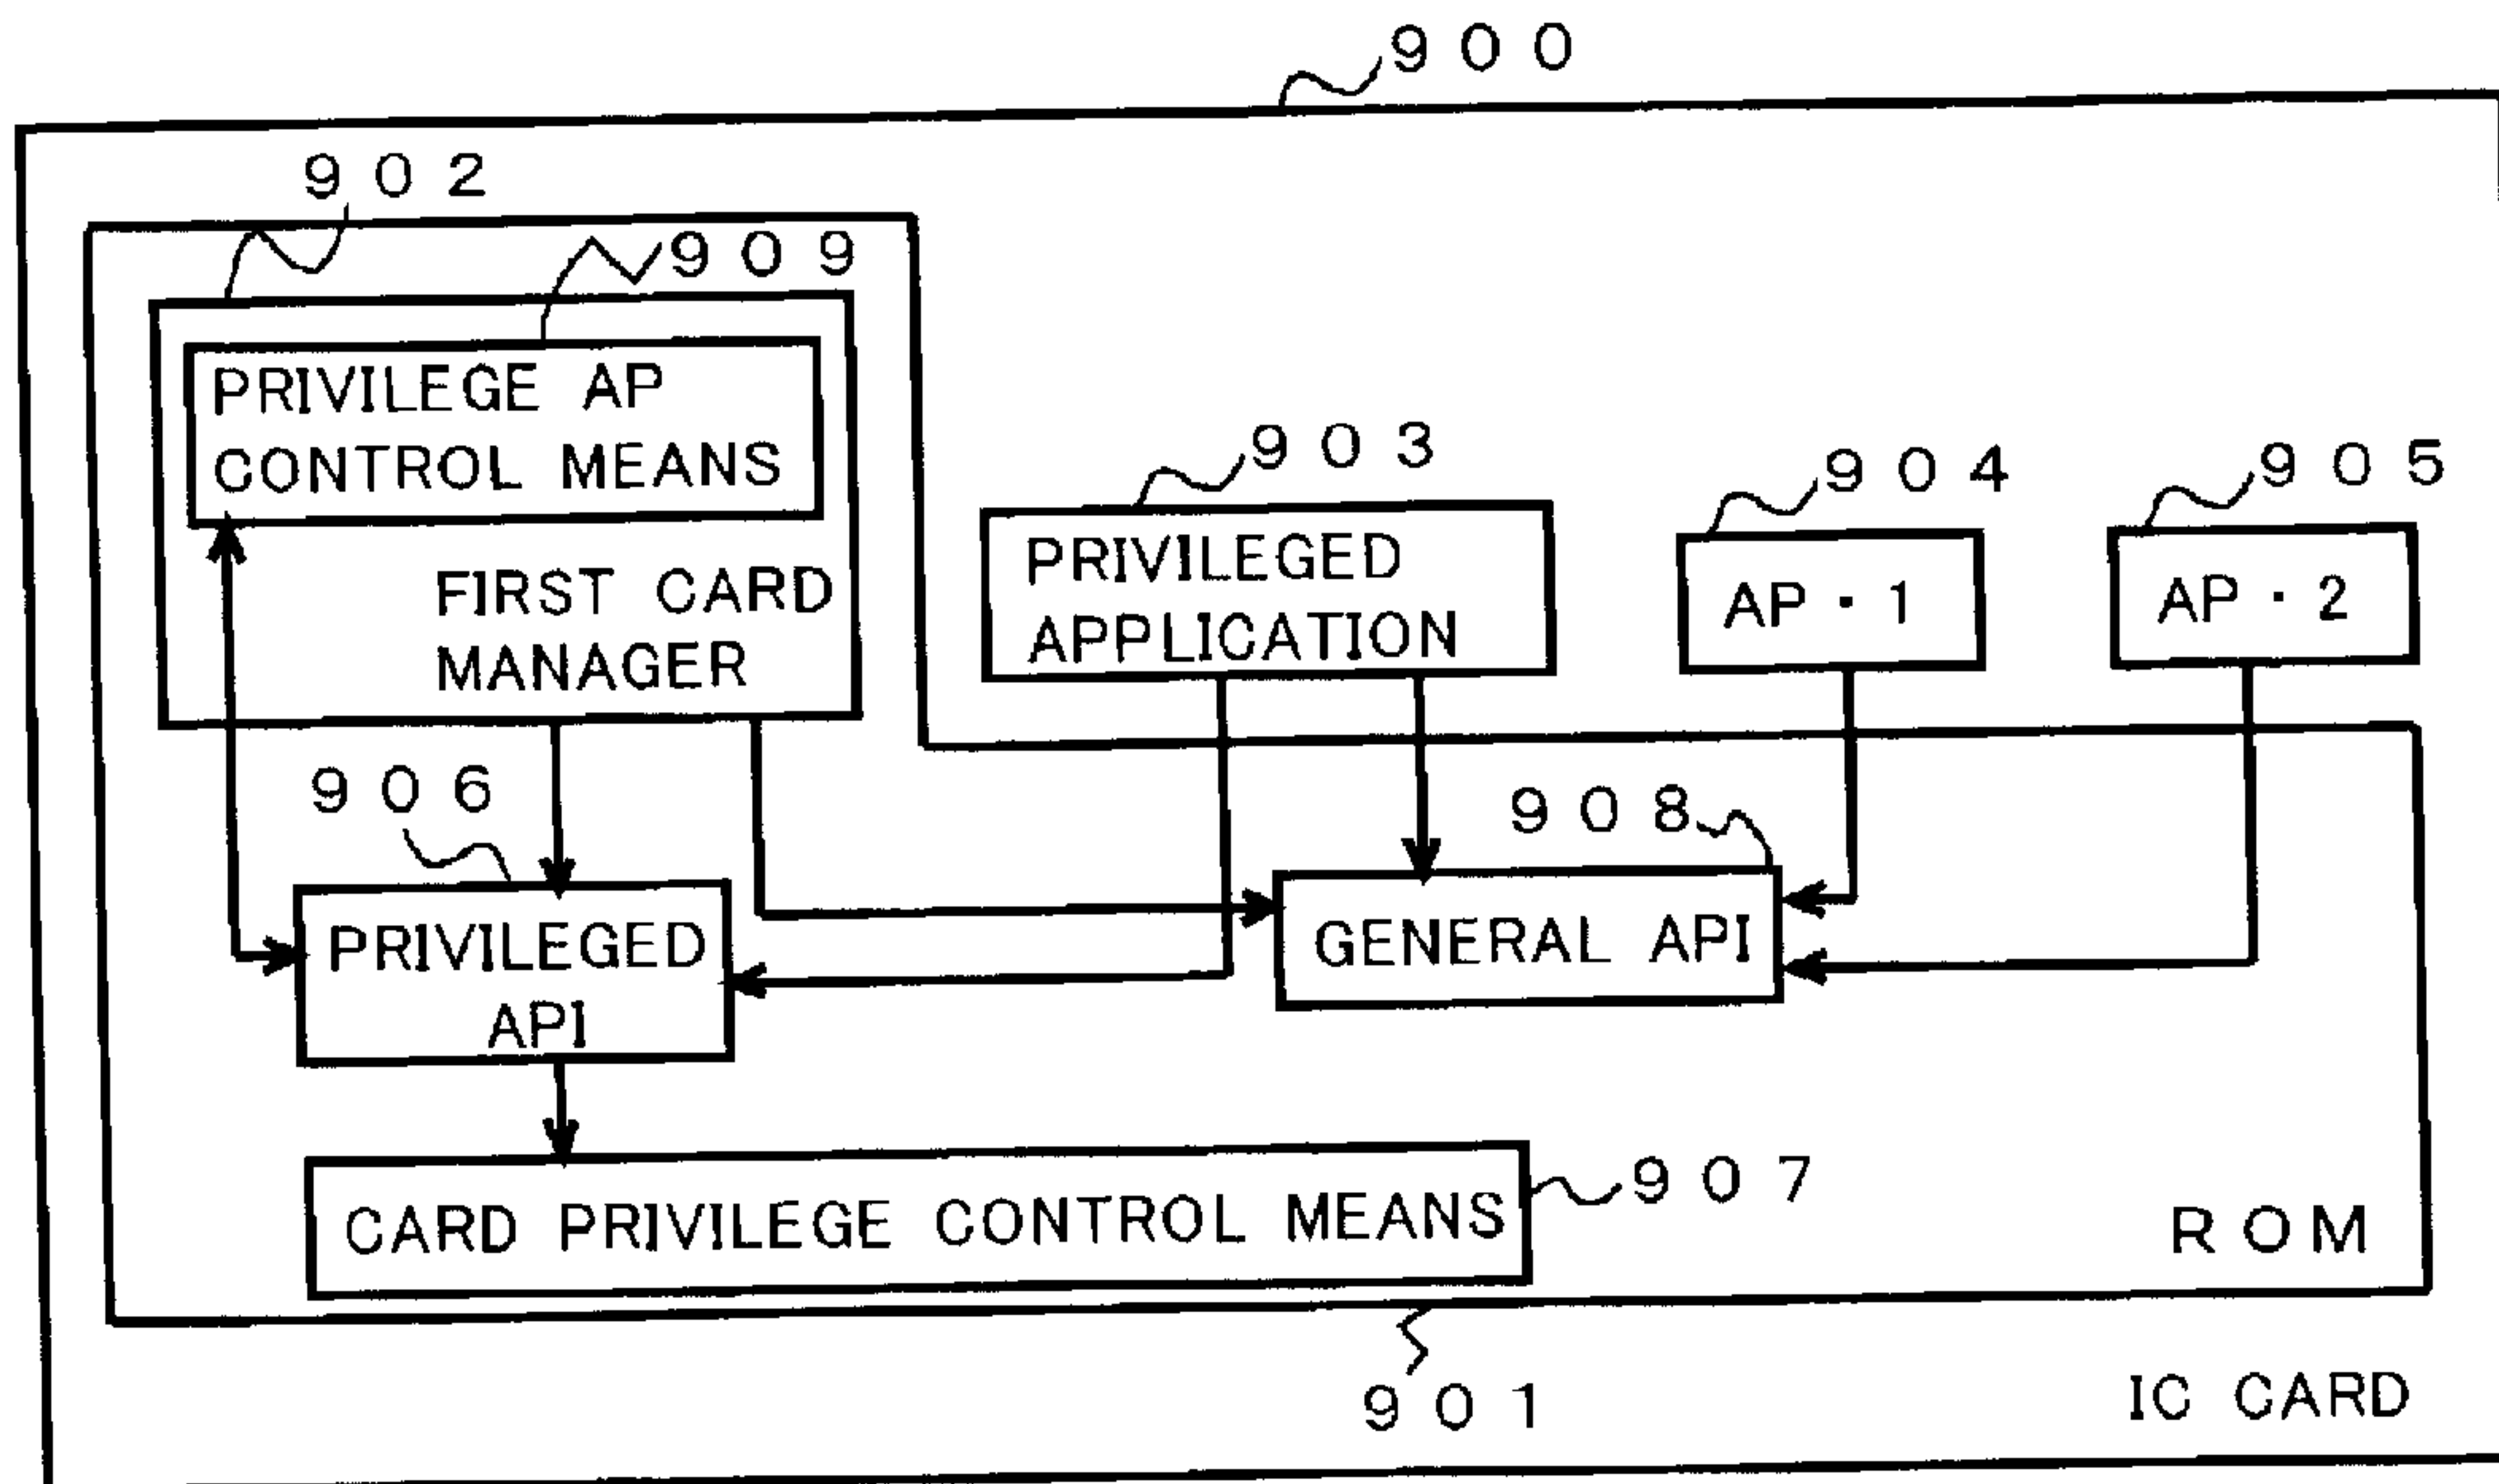 900
902
909
PRIVILEGE AP
CONTROL MEANS
FIRST CARD
MANAGER
903
PRIVILEGED
APPLICATION
904
AP・1
905
AP・2
906
PRIVILEGED
API
908
GENERAL API
CARD PRIVILEGE CONTROL MEANS
907
ROM
901
IC CARD